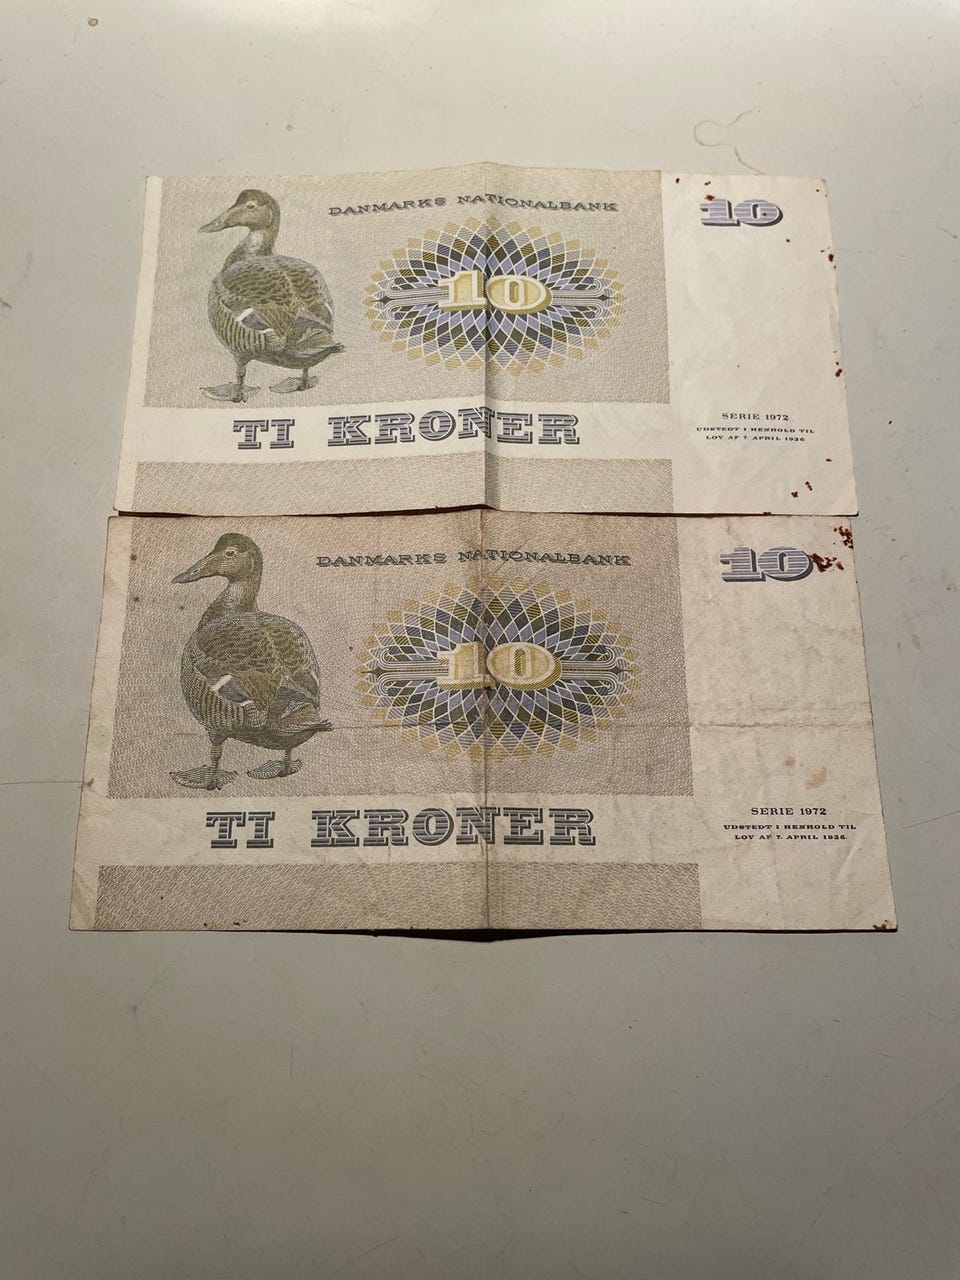 DANMARKS NATIONALBANK
10
10
TI KRONER
SERIE 1972
UDSTEDT I HENHOLD TIL
LOV AF 7. APRIL 1936.
DANMARKS NATIONALBANK
10
10
TI KRONER
SERIE 1972
UDSTEDT I HENHOLD TIL
LOV AF 7. APRIL 1936.